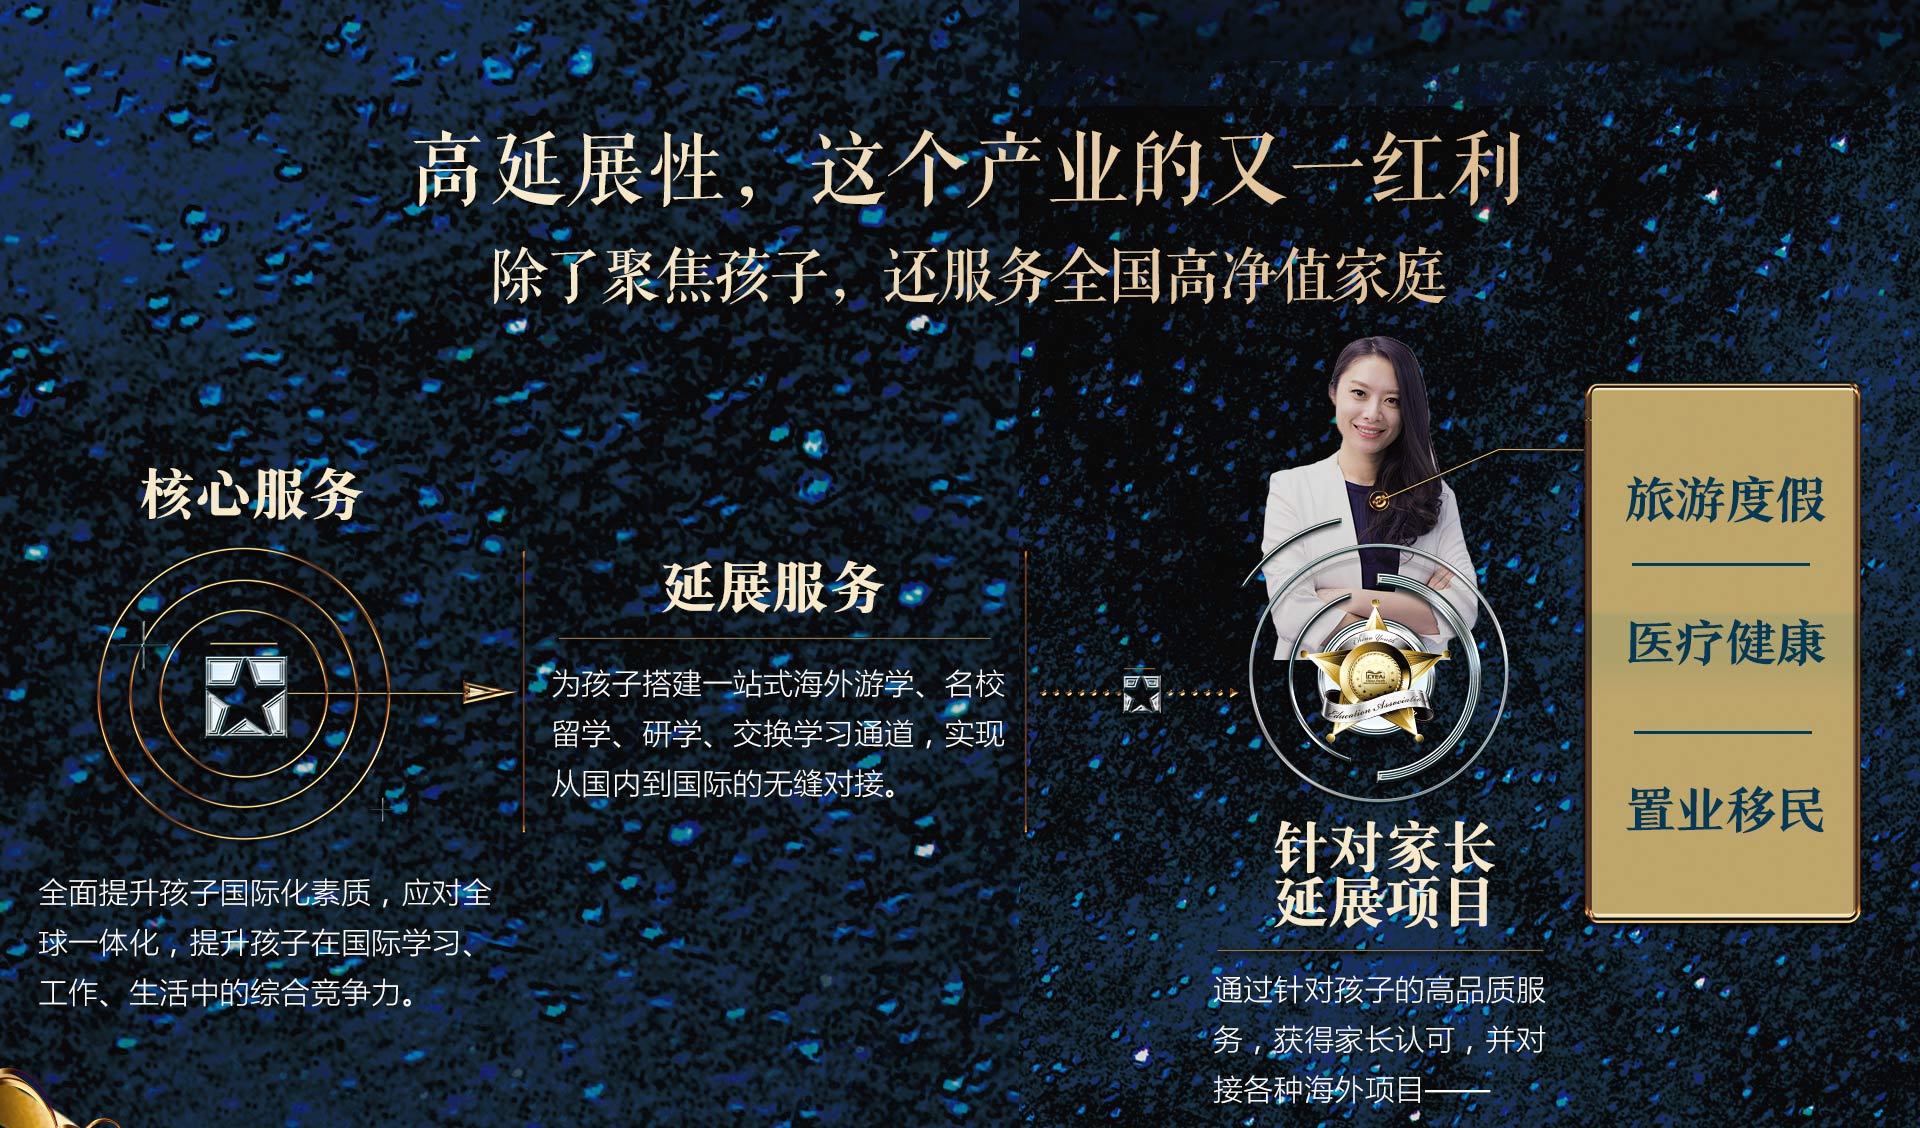 高延展性，这个产业的又一红利
除了聚焦孩子，还服务全国高净值家庭
核心服务
全面提升孩子国际化素质，应对全
球一体化，提升孩子在国际学习、
工作、生活中的综合竞争力。
延展服务
为孩子搭建一站式海外游学、名校
留学、研学、交换学习通道，实现
从国内到国际的无缝对接。
China Youth
CYEA
Education Association
针对家长
延展项目
通过针对孩子的高品质服
务，获得家长认可，并对
接各种海外项目——
旅游度假
医疗健康
置业移民